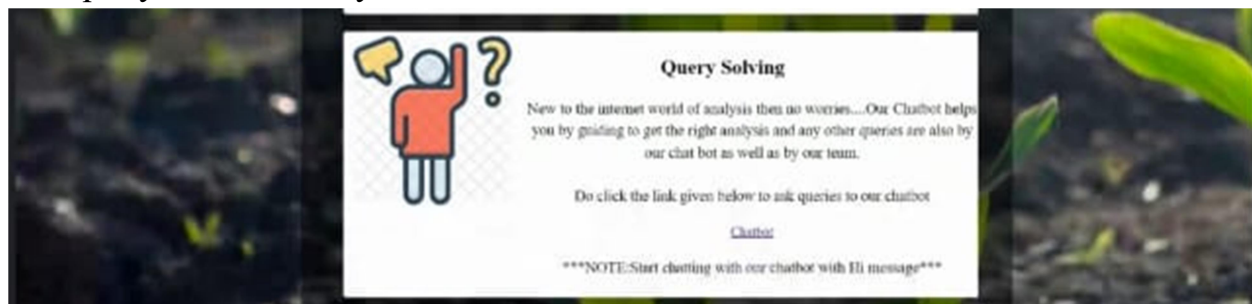 Query Solving
New to the internet world of analysis then no worries....Our Chatbot helps
you by guiding to get the right analysis and any other queries are also by
our chat bot as well as by our team.
Do click the link given below to ask queries to our chatbot
Chatbot
***NOTE:Start chatting with our chatbot with Hi message***